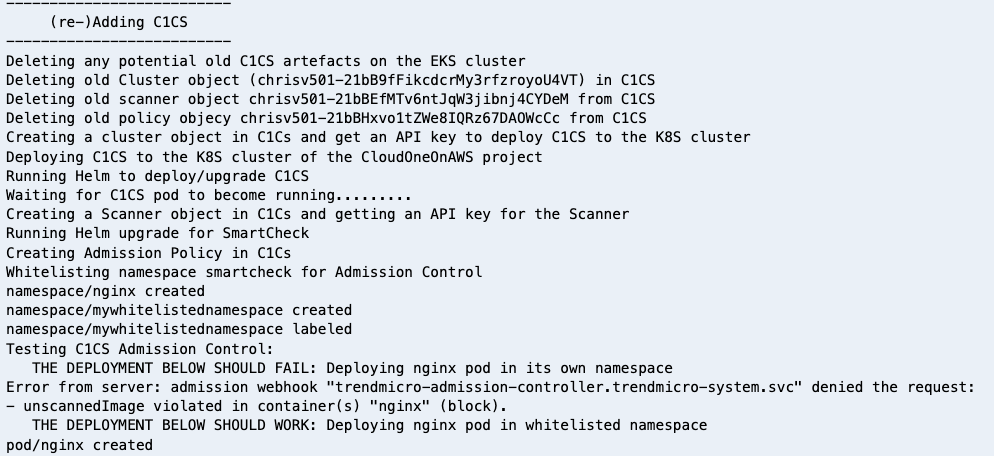 --------------------------
     (re-)Adding C1CS
--------------------------
Deleting any potential old C1CS artefacts on the EKS cluster
Deleting old Cluster object (chrisv501-21bB9fFikcdcrMy3rfzroyoU4VT) in C1CS
Deleting old scanner object chrisv501-21bBEfMTv6ntJqW3jibnj4CYDeM from C1CS
Deleting old policy objecy chrisv501-21bBHxvo1tZWe8IQRz67DAOWcCc from C1CS
Creating a cluster object in C1Cs and get an API key to deploy C1CS to the K8S cluster
Deploying C1CS to the K8S cluster of the CloudOneOnAWS project
Running Helm to deploy/upgrade C1CS
Waiting for C1CS pod to become running.........
Creating a Scanner object in C1Cs and getting an API key for the Scanner
Running Helm upgrade for SmartCheck
Creating Admission Policy in C1Cs
Whitelisting namespace smartcheck for Admission Control
namespace/nginx created
namespace/mywhitelistednamespace created
namespace/mywhitelistednamespace labeled
Testing C1CS Admission Control:
   THE DEPLOYMENT BELOW SHOULD FAIL: Deploying nginx pod in its own namespace
Error from server: admission webhook "trendmicro-admission-controller.trendmicro-system.svc" denied the request:
- unscannedImage violated in container(s) "nginx" (block).
   THE DEPLOYMENT BELOW SHOULD WORK: Deploying nginx pod in whitelisted namespace
pod/nginx created